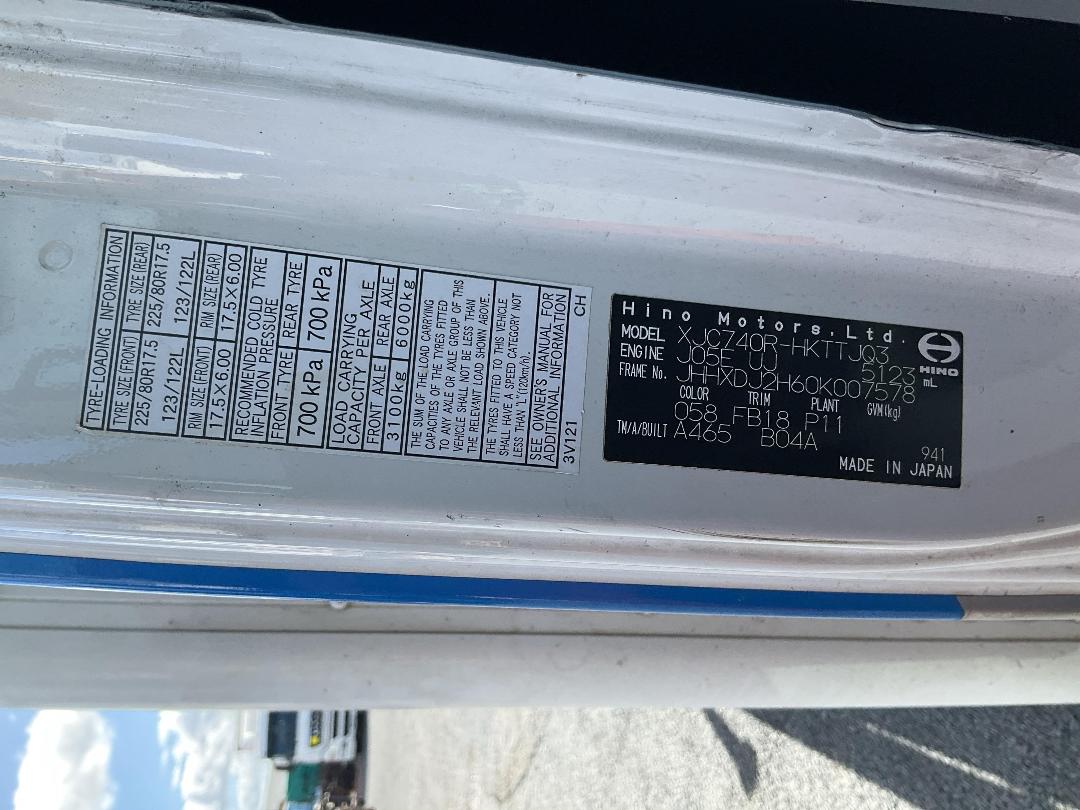 TYRE-LOADING INFORMATION
TYRE SIZE (FRONT) TYRE SIZE (REAR)
225/80R17.5 225/80R17.5
123/122L 123/122L
RIM SIZE (FRONT) RIM SIZE (REAR)
17.5×6.00 17.5×6.00
RECOMMENDED COLD TYRE
INFLATION PRESSURE
FRONT TYRE REAR TYRE
700 kPa 700 kPa
LOAD CARRYING
CAPACITY PER AXLE
FRONT AXLE REAR AXLE
3100kg 6000kg
THE SUM OF THE LOAD CARRYING
CAPACITIES OF THE TYRES FITTED
TO ANY AXLE OR AXLE GROUP OF THIS
VEHICLE SHALL NOT BE LESS THAN
THE RELEVANT LOAD SHOWN ABOVE.
THE TYRES FITTED TO THIS VEHICLE
SHALL HAVE A SPEED CATEGORY NOT
LESS THAN 'L' (120km/h).
SEE OWNER'S MANUAL FOR
ADDITIONAL INFORMATION
3V121 CH
Hino Motors, Ltd.
MODEL XJC740R-HKTTJQ3
ENGINE J05E UJ 5123 mL
FRAME No. JHHXDJ2H60K007578
COLOR TRIM PLANT GVM(kg)
058 FB18 P11
TM/A/BUILT A465 B04A
941
MADE IN JAPAN
HINO